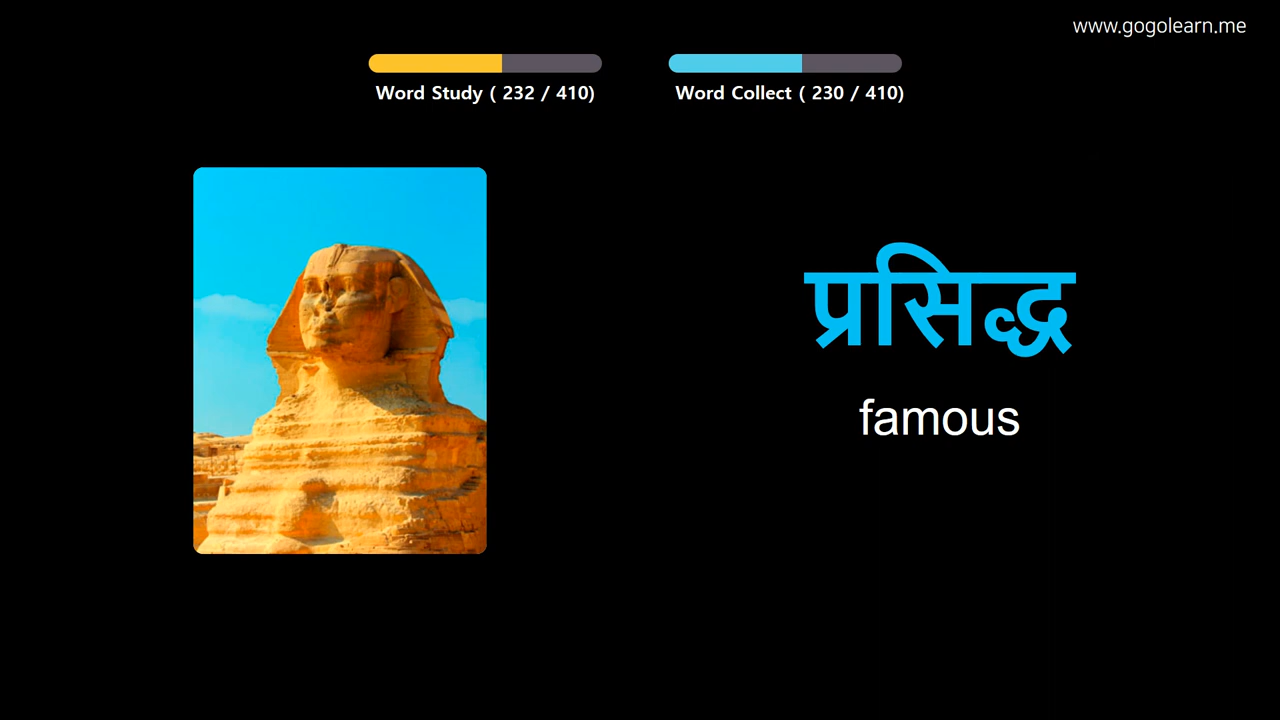 www.gogolearn.me
Word Study ( 232 / 410)
Word Collect ( 230 / 410)
प्रसिद्ध
famous